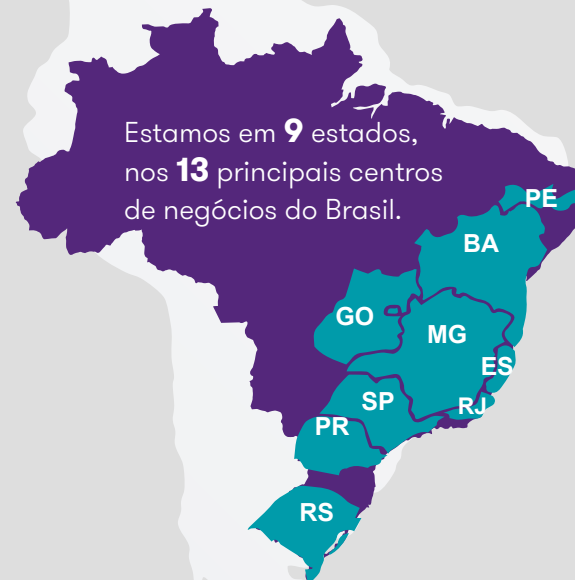 Estamos em 9 estados,
nos 13 principais centros
de negócios do Brasil.
PE
BA
GO
MG
ES
SP
RJ
PR
RS